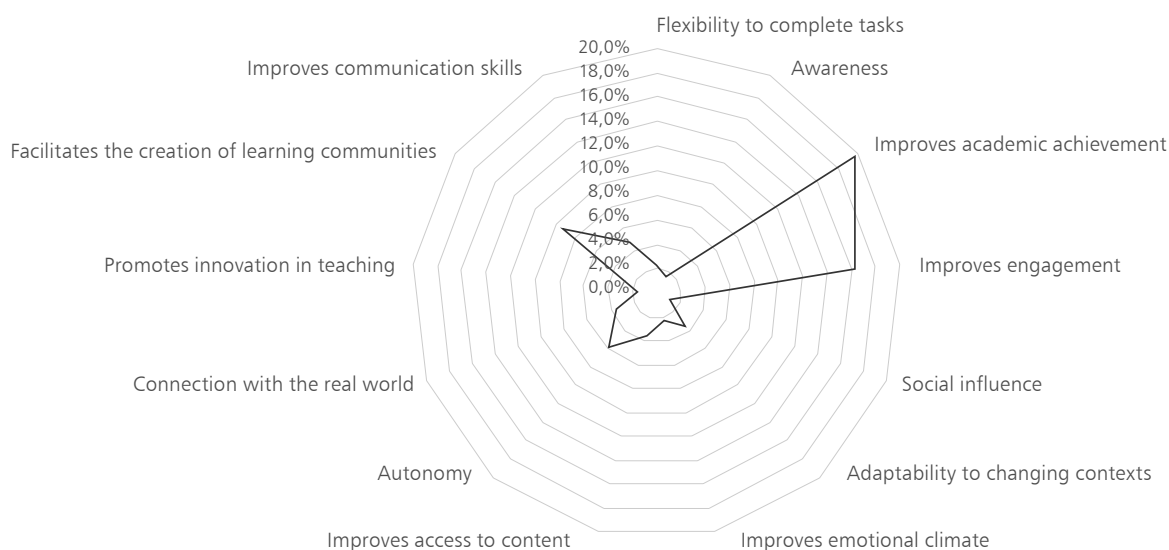 Flexibility to complete tasks
20,0%
Improves communication skills
Awareness
18,0%
16,0%
14,0%
Facilitates the creation of learning communities
Improves academic achievement
12,0%
10,0%
8,0%
6,0%
4,0%
Promotes innovation in teaching
2,0%
Improves engagement
0,0%
Connection with the real world
Social influence
Autonomy
Adaptability to changing contexts
Improves access to content
Improves emotional climate